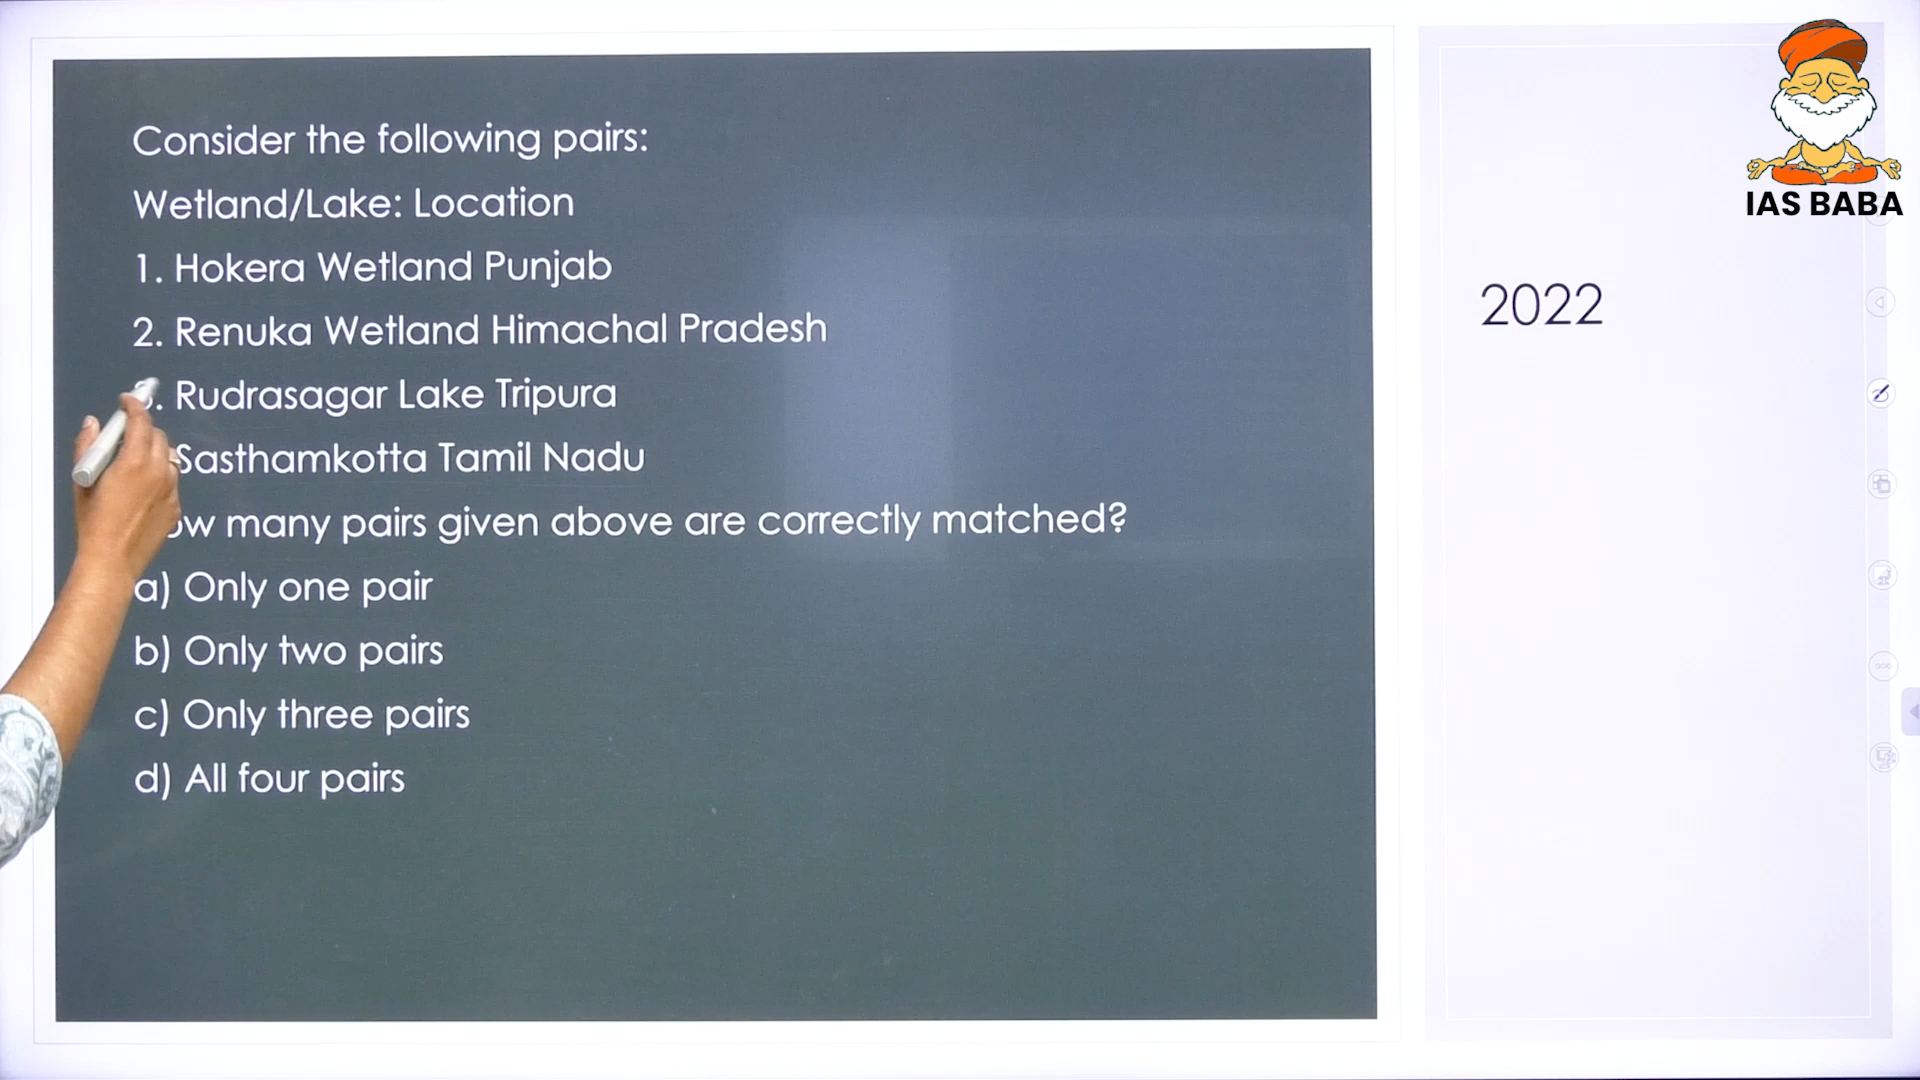 Consider the following pairs:
Wetland/Lake: Location
1. Hokera Wetland Punjab
2. Renuka Wetland Himachal Pradesh
. Rudrasagar Lake Tripura
Sasthamkotta Tamil Nadu
ow many pairs given above are correctly matched?
a) Only one pair
b) Only two pairs
c) Only three pairs
d) All four pairs
2022
IAS BABA